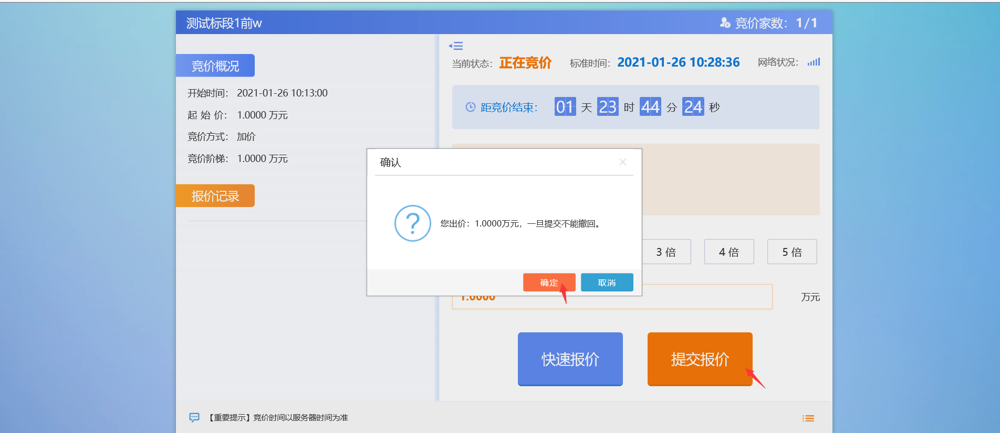 测试标段1前w
竞价家数：1/1
竞价概况
开始时间： 2021-01-26 10:13:00
起 始 价： 1.0000 万元
竞价方式： 加价
竞价阶梯： 1.0000 万元
报价记录
当前状态：正在竞价 标准时间：2021-01-26 10:28:36 网络状况：
距竞价结束： 01 天 23 时 44 分 24 秒
确认
您出价：1.0000万元，一旦提交不能撤回。
确定 取消
3 倍 4 倍 5 倍
1.0000 万元
快速报价 提交报价
【重要提示】竞价时间以服务器时间为准